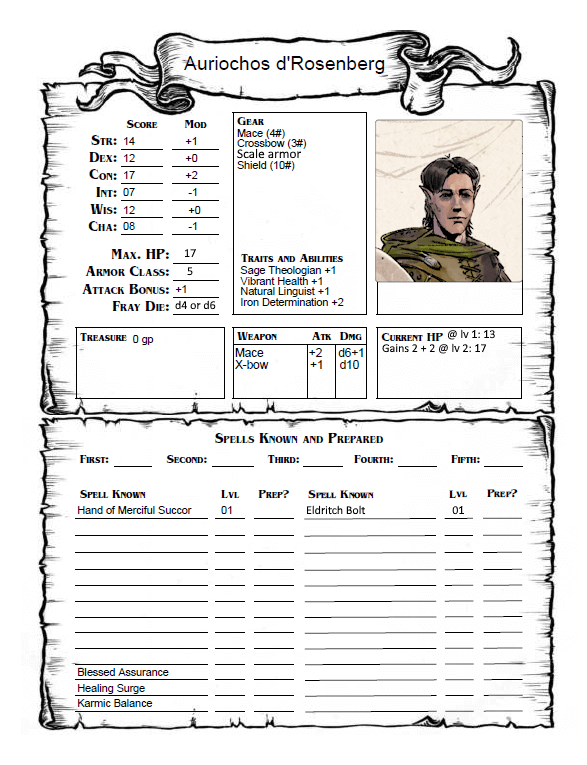 Auriochos d'Rosenberg
Score Mod
Str: 14 +1
Dex: 12 +0
Con: 17 +2
Int: 07 -1
Wis: 12 +0
Cha: 08 -1
Max. HP: 17
Armor Class: 5
Attack Bonus: +1
Fray Die: d4 or d6
Gear
Mace (4#)
Crossbow (3#)
Scale armor
Shield (10#)
Traits and Abilities
Sage Theologian +1
Vibrant Health +1
Natural Linguist +1
Iron Determination +2
Treasure 0 gp
Weapon Atk Dmg
Mace +2 d6+1
X-bow +1 d10
Current HP @ lv 1: 13
Gains 2 + 2 @ lv 2: 17
Spells Known and Prepared
First: Second: Third: Fourth: Fifth:
Spell Known Lvl Prep? Spell Known Lvl Prep?
Hand of Merciful Succor 01 Eldritch Bolt 01
Blessed Assurance
Healing Surge
Karmic Balance